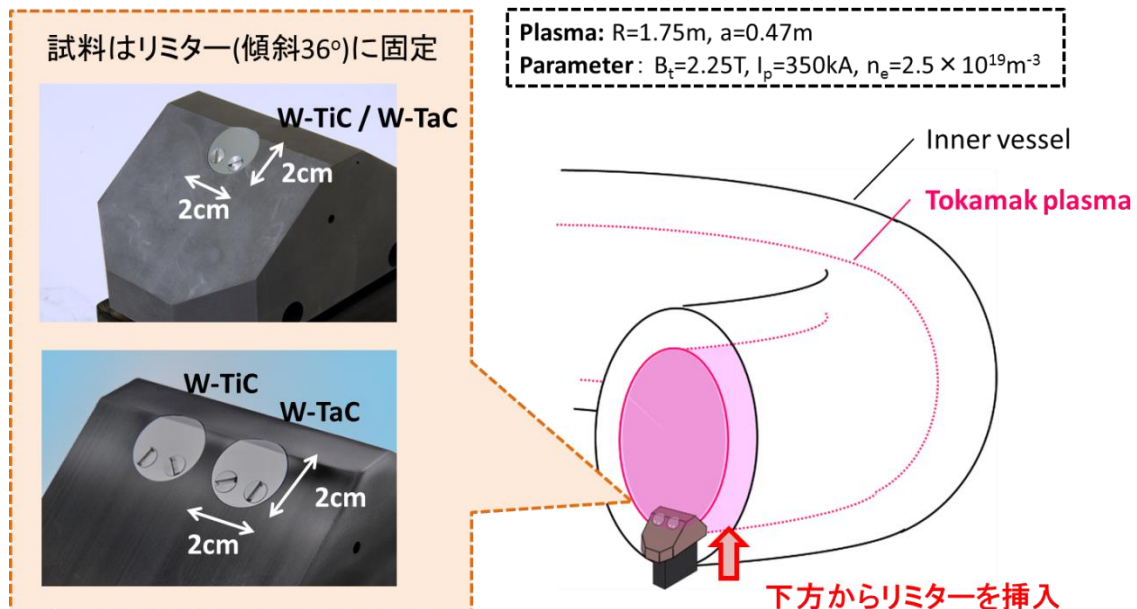 試料はリミター(傾斜36º)に固定
W-TiC / W-TaC
2cm
2cm
W-TiC
W-TaC
2cm
2cm
Plasma: R=1.75m, a=0.47m
Parameter: Bt=2.25T, Ip=350kA, ne=2.5×10¹⁹m⁻³
Inner vessel
Tokamak plasma
下方からリミターを挿入